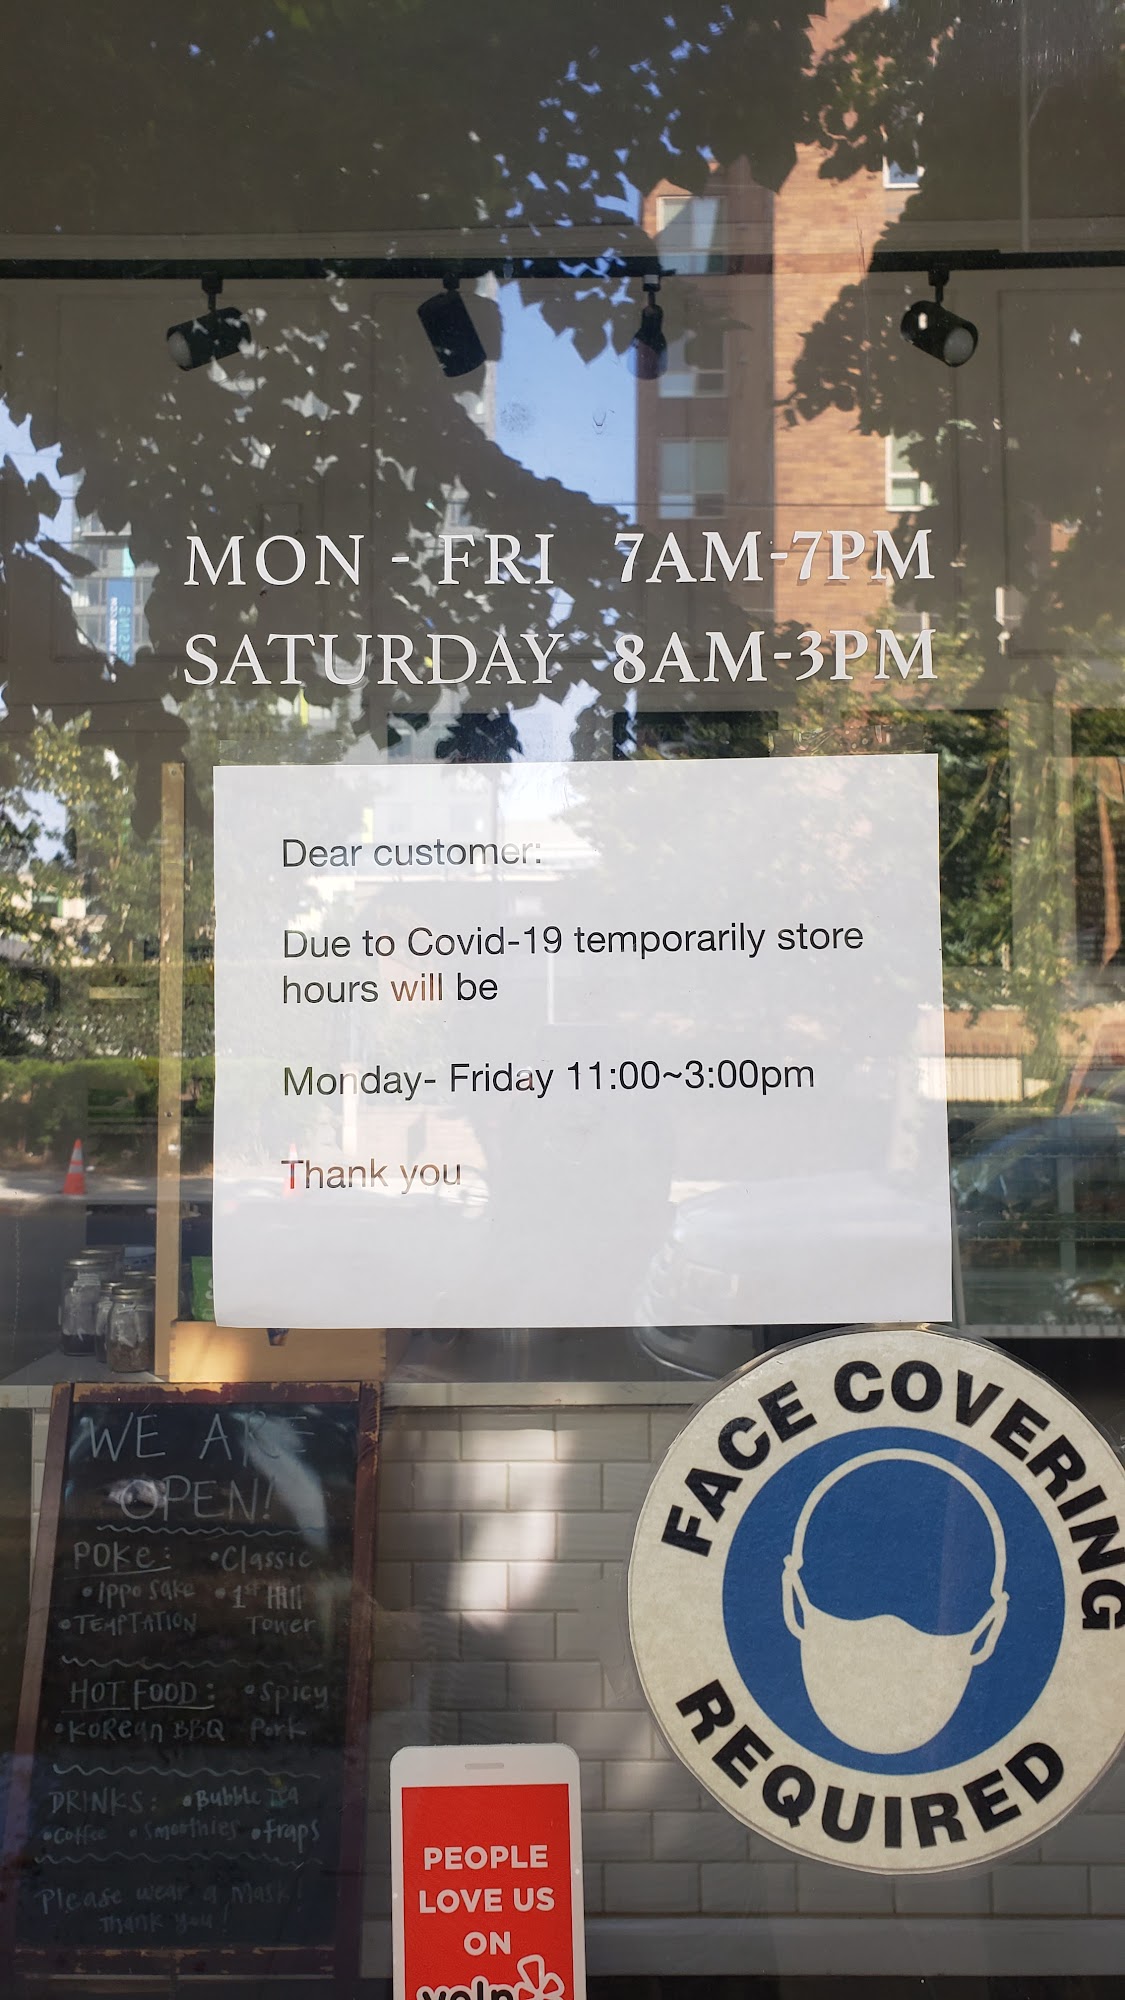 MON - FRI 7AM-7PM
SATURDAY 8AM-3PM
Dear customer:
Due to Covid-19 temporarily store
hours will be
Monday- Friday 11:00~3:00pm
Thank you
FACE COVERING
REQUIRED
WE ARE
OPEN!
POKe: •Classic
•Ippo Sake •1st Hill
•TEMPTATION Tower
HOT FOOD: •Spicy
•Korean BBQ Pork
DRINKS: •Bubble Tea
•Coffee •Smoothies •Fraps
Please wear a Mask!
Thank you!
PEOPLE
LOVE US
ON
yelp